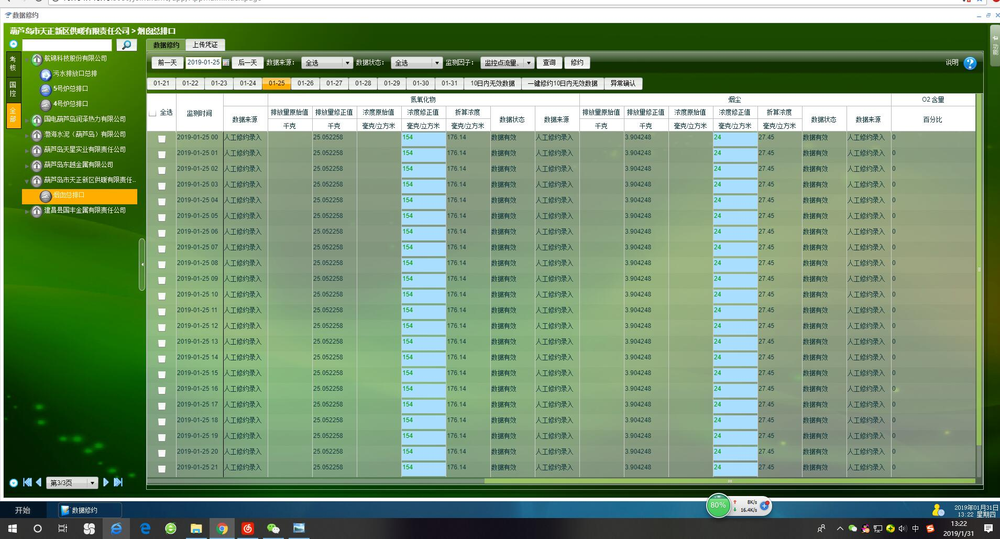 数据修约
葫芦岛市天正新区供暖有限责任公司 > 烟囱总排口
数据修约 上传凭证
考核
国控
全部
航锦科技股份有限公司
污水排放口总排
5号炉总排口
4号炉总排口
国电葫芦岛润泽热力有限公司
渤海水泥（葫芦岛）有限公司
葫芦岛天星实业有限责任公司
葫芦岛东越金属有限公司
葫芦岛市天正新区供暖有限责任..
烟囱总排口
建昌县国丰金属有限责任公司
第3/3页
前一天 2019-01-25 后一天 数据来源: 全选 数据状态: 全选 监测因子: 监控点流量. 查询 修约 说明
功能
01-21 01-22 01-23 01-24 01-25 01-26 01-27 01-28 01-29 01-30 01-31 10日内无效数据 一键修约10日内无效数据 异常确认
氮氧化物 烟尘 O2 含量
全选 监测时间 数据来源 排放量原始值 排放量修正值 浓度原始值 浓度修正值 折算浓度 数据状态 数据来源 排放量原始值 排放量修正值 浓度原始值 浓度修正值 折算浓度 数据状态 数据来源 百分比
千克 千克 毫克/立方米 毫克/立方米 毫克/立方米 千克 千克 毫克/立方米 毫克/立方米 毫克/立方米
2019-01-25 00 人工修约录入 25.052258 154 176.14 数据有效 人工修约录入 3.904248 24 27.45 数据有效 人工修约录入 0
2019-01-25 01 人工修约录入 25.052258 154 176.14 数据有效 人工修约录入 3.904248 24 27.45 数据有效 人工修约录入 0
2019-01-25 02 人工修约录入 25.052258 154 176.14 数据有效 人工修约录入 3.904248 24 27.45 数据有效 人工修约录入 0
2019-01-25 03 人工修约录入 25.052258 154 176.14 数据有效 人工修约录入 3.904248 24 27.45 数据有效 人工修约录入 0
2019-01-25 04 人工修约录入 25.052258 154 176.14 数据有效 人工修约录入 3.904248 24 27.45 数据有效 人工修约录入 0
2019-01-25 05 人工修约录入 25.052258 154 176.14 数据有效 人工修约录入 3.904248 24 27.45 数据有效 人工修约录入 0
2019-01-25 06 人工修约录入 25.052258 154 176.14 数据有效 人工修约录入 3.904248 24 27.45 数据有效 人工修约录入 0
2019-01-25 07 人工修约录入 25.052258 154 176.14 数据有效 人工修约录入 3.904248 24 27.45 数据有效 人工修约录入 0
2019-01-25 08 人工修约录入 25.052258 154 176.14 数据有效 人工修约录入 3.904248 24 27.45 数据有效 人工修约录入 0
2019-01-25 09 人工修约录入 25.052258 154 176.14 数据有效 人工修约录入 3.904248 24 27.45 数据有效 人工修约录入 0
2019-01-25 10 人工修约录入 25.052258 154 176.14 数据有效 人工修约录入 3.904248 24 27.45 数据有效 人工修约录入 0
2019-01-25 11 人工修约录入 25.052258 154 176.14 数据有效 人工修约录入 3.904248 24 27.45 数据有效 人工修约录入 0
2019-01-25 12 人工修约录入 25.052258 154 176.14 数据有效 人工修约录入 3.904248 24 27.45 数据有效 人工修约录入 0
2019-01-25 13 人工修约录入 25.052258 154 176.14 数据有效 人工修约录入 3.904248 24 27.45 数据有效 人工修约录入 0
2019-01-25 14 人工修约录入 25.052258 154 176.14 数据有效 人工修约录入 3.904248 24 27.45 数据有效 人工修约录入 0
2019-01-25 15 人工修约录入 25.052258 154 176.14 数据有效 人工修约录入 3.904248 24 27.45 数据有效 人工修约录入 0
2019-01-25 16 人工修约录入 25.052258 154 176.14 数据有效 人工修约录入 3.904248 24 27.45 数据有效 人工修约录入 0
2019-01-25 17 人工修约录入 25.052258 154 176.14 数据有效 人工修约录入 3.904248 24 27.45 数据有效 人工修约录入 0
2019-01-25 18 人工修约录入 25.052258 154 176.14 数据有效 人工修约录入 3.904248 24 27.45 数据有效 人工修约录入 0
2019-01-25 19 人工修约录入 25.052258 154 176.14 数据有效 人工修约录入 3.904248 24 27.45 数据有效 人工修约录入 0
2019-01-25 20 人工修约录入 25.052258 154 176.14 数据有效 人工修约录入 3.904248 24 27.45 数据有效 人工修约录入 0
2019-01-25 21 人工修约录入 25.052258 154 176.14 数据有效 人工修约录入 3.904248 24 27.45 数据有效 人工修约录入 0
80% 8K/s
16.4K/s
开始 数据修约 2019年01月31日
13:22 星期四
中 13:22
2019/1/31